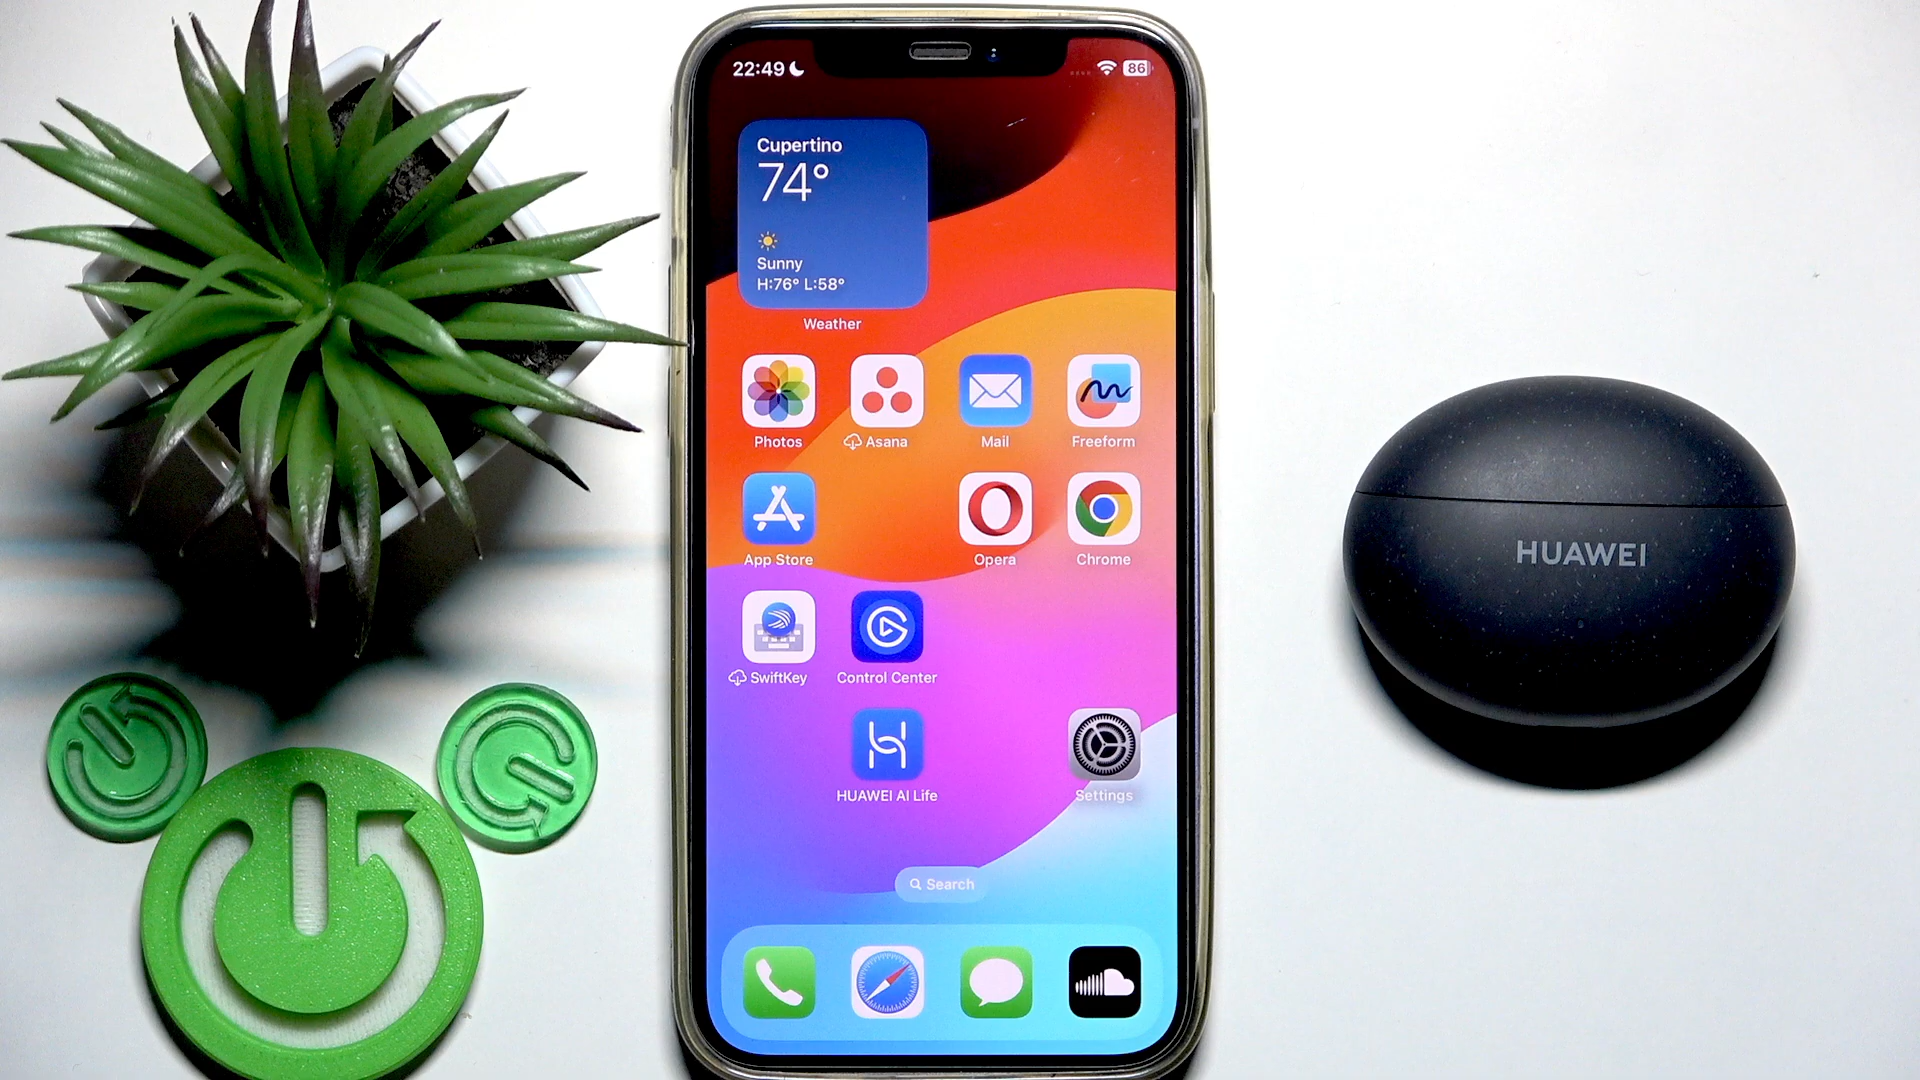 22:49
86
Cupertino
74°
Sunny
H:76° L:58°
Weather
Photos
Asana
Mail
Freeform
App Store
Opera
Chrome
SwiftKey
Control Center
HUAWEI AI Life
Settings
Search
HUAWEI